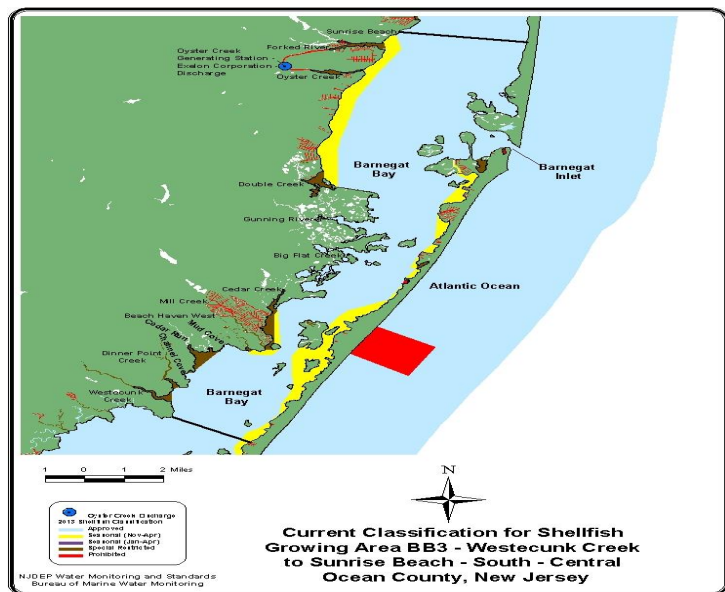 Sunrise Beach
Forked River
Oyster Creek
Generating Station -
Exelon Corporation -
Discharge
Oyster Creek
Barnegat
Bay
Barnegat
Inlet
Double Creek
Gunning River
Big Flat Creek
Cedar Creek
Atlantic Ocean
Mill Creek
Beach Haven West
Mud Cove
Cedar Run
Channel Cove
Dinner Point
Creek
Westecunk
Creek
Barnegat
Bay
1 0 1 2 Miles
N
Oyster Creek Discharge
2013 Shellfish Classification
Approved
Seasonal (Nov-Apr)
Seasonal (Jan-Apr)
Special Restricted
Prohibited
Current Classification for Shellfish
Growing Area BB3 - Westecunk Creek
to Sunrise Beach - South - Central
Ocean County, New Jersey
NJDEP Water Monitoring and Standards
Bureau of Marine Water Monitoring